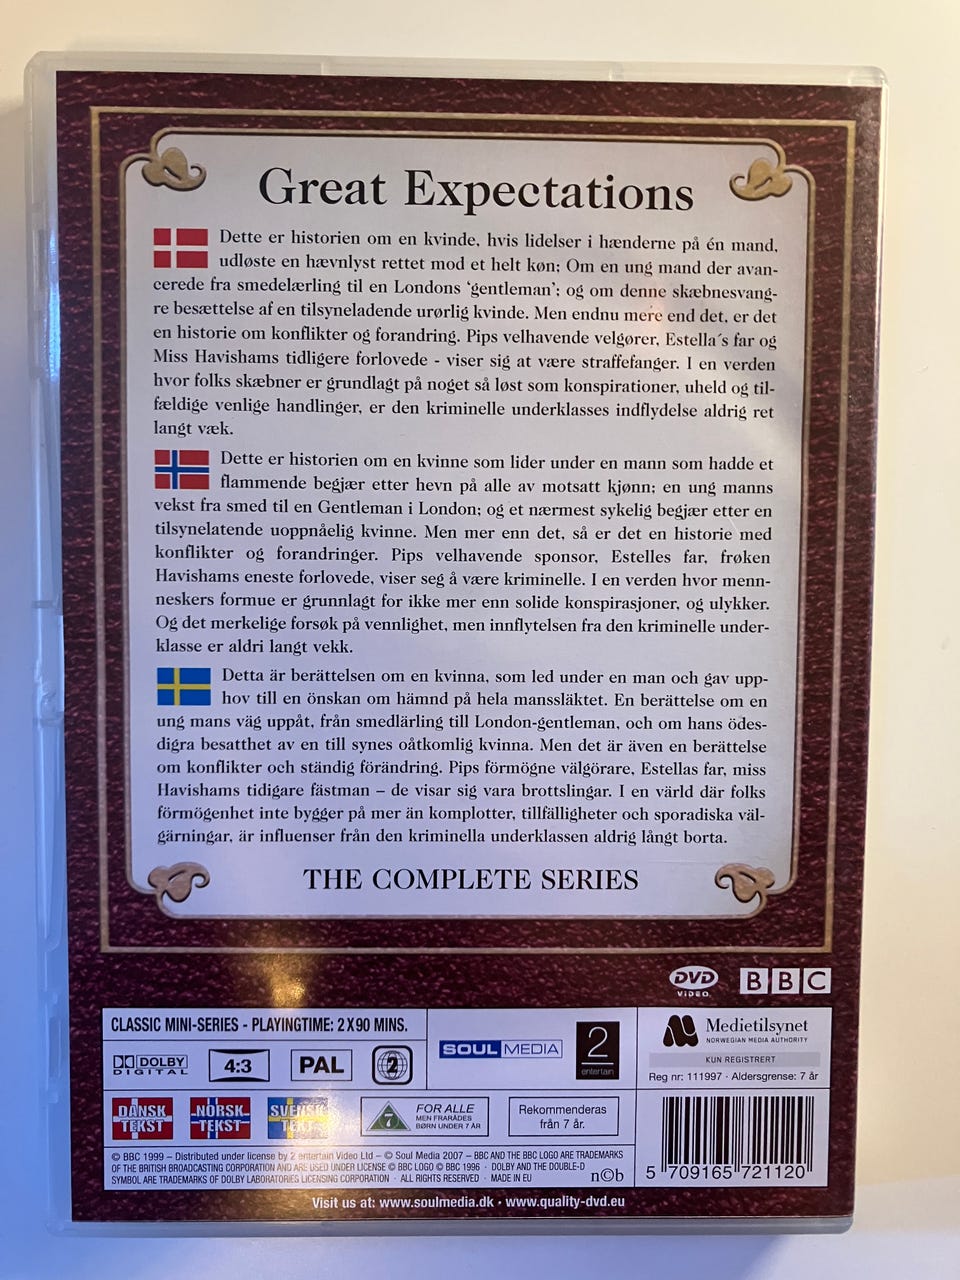 Great Expectations
Dette er historien om en kvinde, hvis lidelser i hænderne på én mand,
udløste en hævnlyst rettet mod et helt køn; Om en ung mand der avan-
cerede fra smedelærling til en Londons ‘gentleman’; og om denne skæbnesvang-
re besættelse af en tilsyneladende urørlig kvinde. Men endnu mere end det, er det
en historie om konflikter og forandring. Pips velhavende velgører, Estella´s far og
Miss Havishams tidligere forlovede - viser sig at være straffefanger. I en verden
hvor folks skæbner er grundlagt på noget så løst som konspirationer, uheld og til-
fældige venlige handlinger, er den kriminelle underklasses indflydelse aldrig ret
langt væk.
Dette er historien om en kvinne som lider under en mann som hadde et
flammende begjær etter hevn på alle av motsatt kjønn; en ung manns
vekst fra smed til en Gentleman i London; og et nærmest sykelig begjær etter en
tilsynelatende uoppnåelig kvinne. Men mer enn det, så er det en historie med
konflikter og forandringer. Pips velhavende sponsor, Estelles far, frøken
Havishams eneste forlovede, viser seg å være kriminelle. I en verden hvor menn-
neskers formue er grunnlagt for ikke mer enn solide konspirasjoner, og ulykker.
Og det merkelige forsøk på vennlighet, men innflytelsen fra den kriminelle under-
klasse er aldri langt vekk.
Detta är berättelsen om en kvinna, som led under en man och gav upp-
hov till en önskan om hämnd på hela manssläktet. En berättelse om en
ung mans väg uppåt, från smedlärling till London-gentleman, och om hans ödes-
digra besatthet av en till synes oåtkomlig kvinna. Men det är även en berättelse
om konflikter och ständig förändring. Pips förmögne välgörare, Estellas far, miss
Havishams tidigare fästman – de visar sig vara brottslingar. I en värld där folks
förmögenhet inte bygger på mer än komplotter, tillfälligheter och sporadiska väl-
gärningar, är influenser från den kriminella underklassen aldrig långt borta.
THE COMPLETE SERIES
DVD VIDEO
BBC
CLASSIC MINI-SERIES - PLAYINGTIME: 2 X 90 MINS.
DOLBY DIGITAL
4:3
PAL
2
SOUL MEDIA
2 entertain
Medietilsynet
NORWEGIAN MEDIA AUTHORITY
KUN REGISTRERT
Reg nr: 111997 · Aldersgrense: 7 år
DANSK TEKST
NORSK TEKST
SVENSK TEKST
7
FOR ALLE
MEN FRARÅDES
BØRN UNDER 7 ÅR
Rekommenderas
från 7 år.
© BBC 1999 – Distributed under license by 2 entertain Video Ltd – © Soul Media 2007 – BBC AND THE BBC LOGO ARE TRADEMARKS
OF THE BRITISH BROADCASTING CORPORATION AND ARE USED UNDER LICENSE © BBC LOGO © BBC 1996 · DOLBY AND THE DOUBLE-D
SYMBOL ARE TRADEMARKS OF DOLBY LABORATORIES LICENSING CORPORATION · ALL RIGHTS RESERVED · MADE IN EU
n©b
5 709165 721120
Visit us at: www.soulmedia.dk · www.quality-dvd.eu